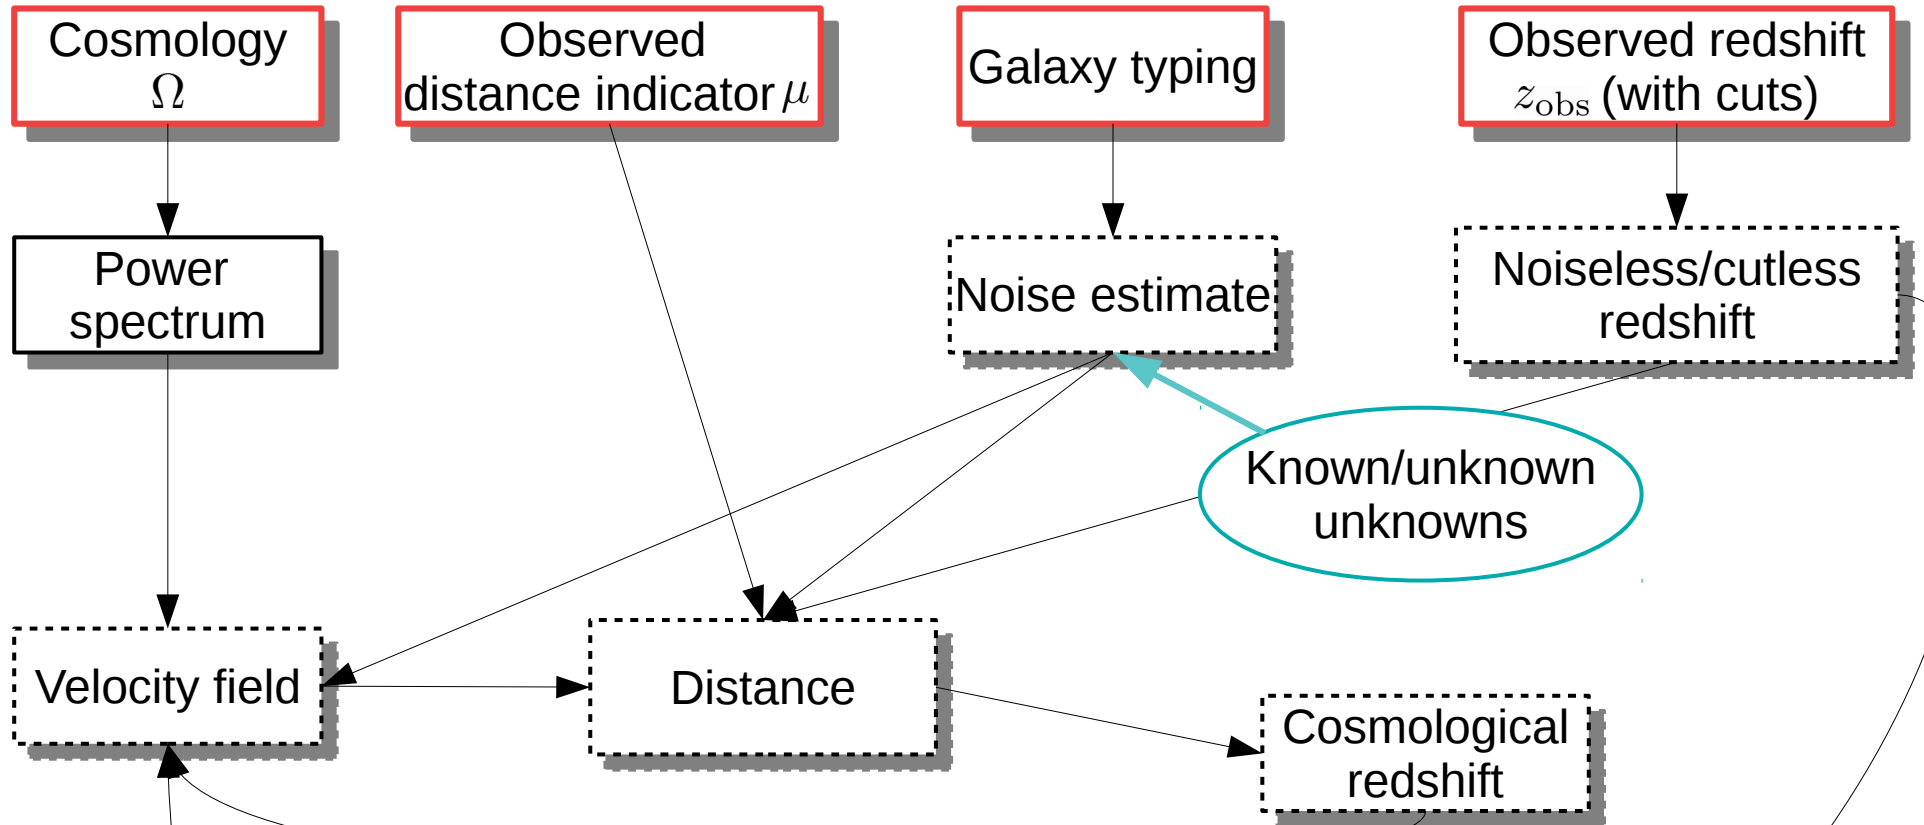 Cosmology
Ω
Observed
distance indicator μ
Galaxy typing
Observed redshift
z_obs (with cuts)
Power
spectrum
Noise estimate
Noiseless/cutless
redshift
Known/unknown
unknowns
Velocity field
Distance
Cosmological
redshift